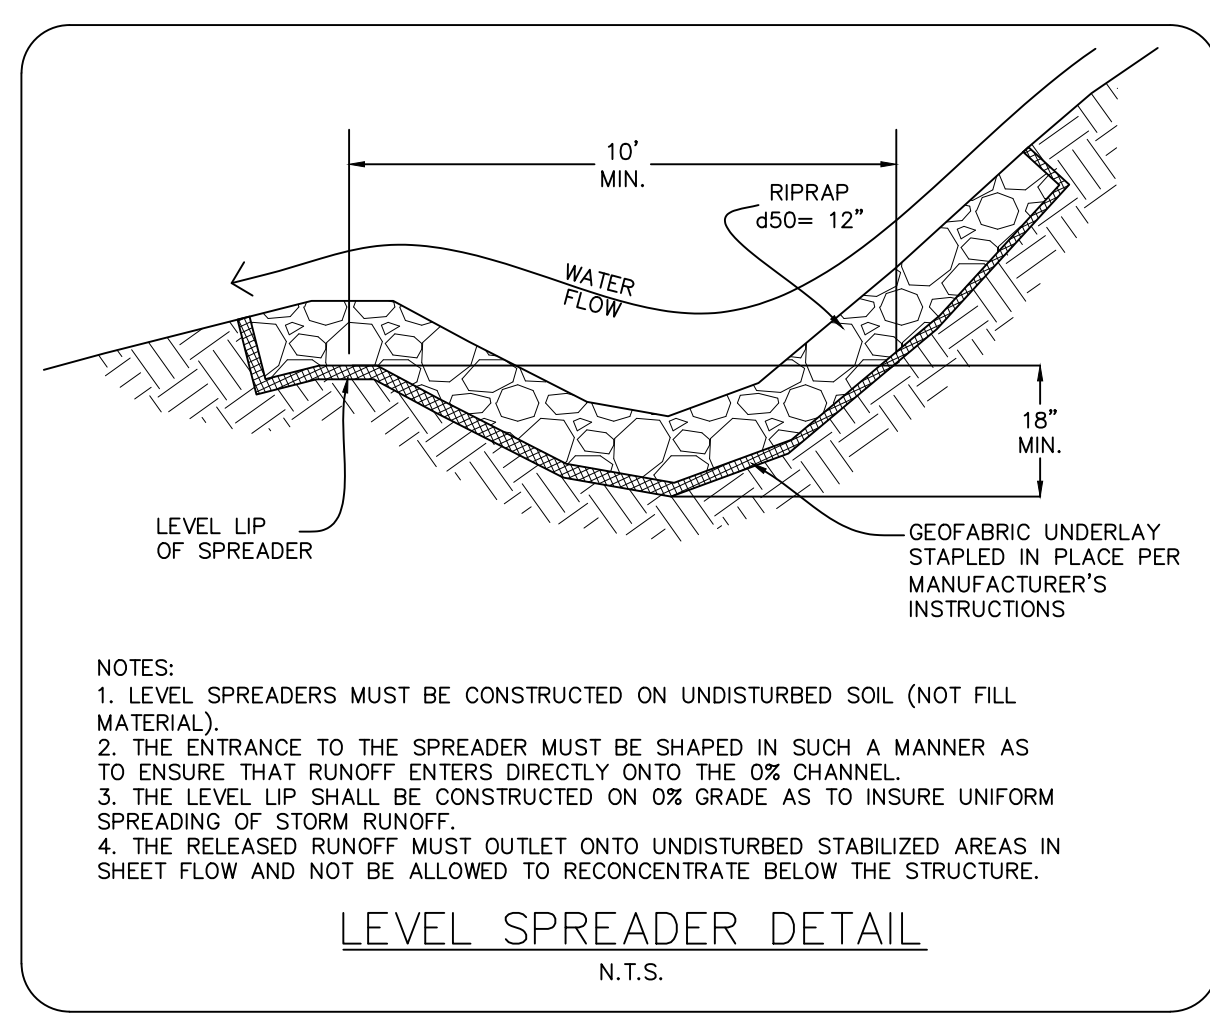 10'
MIN.
RIPRAP
d50= 12"
WATER
FLOW
18"
MIN.
LEVEL LIP
OF SPREADER
GEOFABRIC UNDERLAY
STAPLED IN PLACE PER
MANUFACTURER'S
INSTRUCTIONS
NOTES:
1. LEVEL SPREADERS MUST BE CONSTRUCTED ON UNDISTURBED SOIL (NOT FILL
MATERIAL).
2. THE ENTRANCE TO THE SPREADER MUST BE SHAPED IN SUCH A MANNER AS
TO ENSURE THAT RUNOFF ENTERS DIRECTLY ONTO THE 0% CHANNEL.
3. THE LEVEL LIP SHALL BE CONSTRUCTED ON 0% GRADE AS TO INSURE UNIFORM
SPREADING OF STORM RUNOFF.
4. THE RELEASED RUNOFF MUST OUTLET ONTO UNDISTURBED STABILIZED AREAS IN
SHEET FLOW AND NOT BE ALLOWED TO RECONCENTRATE BELOW THE STRUCTURE.
LEVEL SPREADER DETAIL
N.T.S.